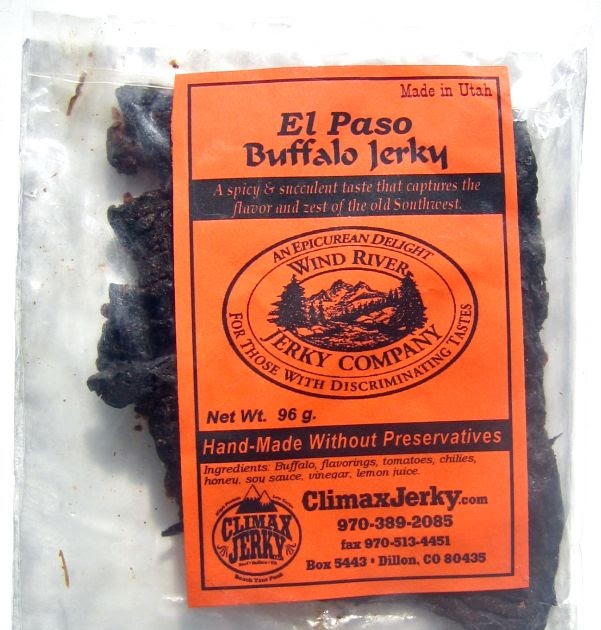 Made in Utah
El Paso
Buffalo Jerky
A spicy & succulent taste that captures the
flavor and zest of the old Southwest.
AN EPICUREAN DELIGHT
WIND RIVER
JERKY COMPANY
FOR THOSE WITH DISCRIMINATING TASTES
Net Wt. 96 g.
Hand-Made Without Preservatives
Ingredients: Buffalo, flavorings, tomatoes, chilies,
honey, soy sauce, vinegar, lemon juice.
CLIMAX
JERKY
Reach Your Peak
ClimaxJerky.com
970-389-2085
fax 970-513-4451
Box 5443 • Dillon, CO 80435